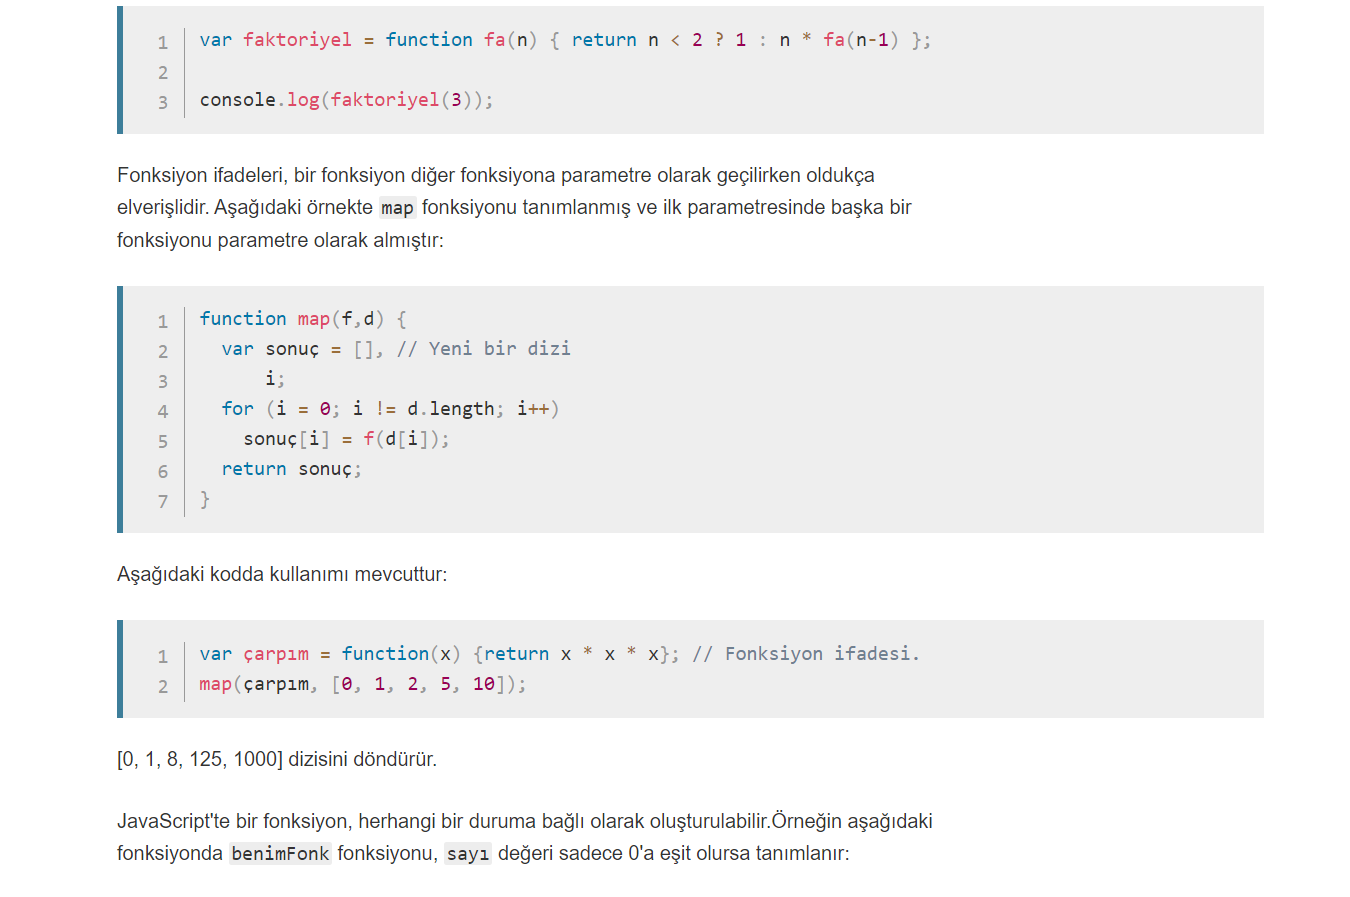 1 var faktoriyel = function fa(n) { return n < 2 ? 1 : n * fa(n-1) };
2
3 console.log(faktoriyel(3));
Fonksiyon ifadeleri, bir fonksiyon diğer fonksiyona parametre olarak geçilirken oldukça
elverişlidir. Aşağıdaki örnekte map fonksiyonu tanımlanmış ve ilk parametresinde başka bir
fonksiyonu parametre olarak almıştır:
1 function map(f,d) {
2   var sonuç = [], // Yeni bir dizi
3       i;
4   for (i = 0; i != d.length; i++)
5     sonuç[i] = f(d[i]);
6   return sonuç;
7 }
Aşağıdaki kodda kullanımı mevcuttur:
1 var çarpım = function(x) {return x * x * x}; // Fonksiyon ifadesi.
2 map(çarpım, [0, 1, 2, 5, 10]);
[0, 1, 8, 125, 1000] dizisini döndürür.
JavaScript'te bir fonksiyon, herhangi bir duruma bağlı olarak oluşturulabilir.Örneğin aşağıdaki
fonksiyonda benimFonk fonksiyonu, sayı değeri sadece 0'a eşit olursa tanımlanır: